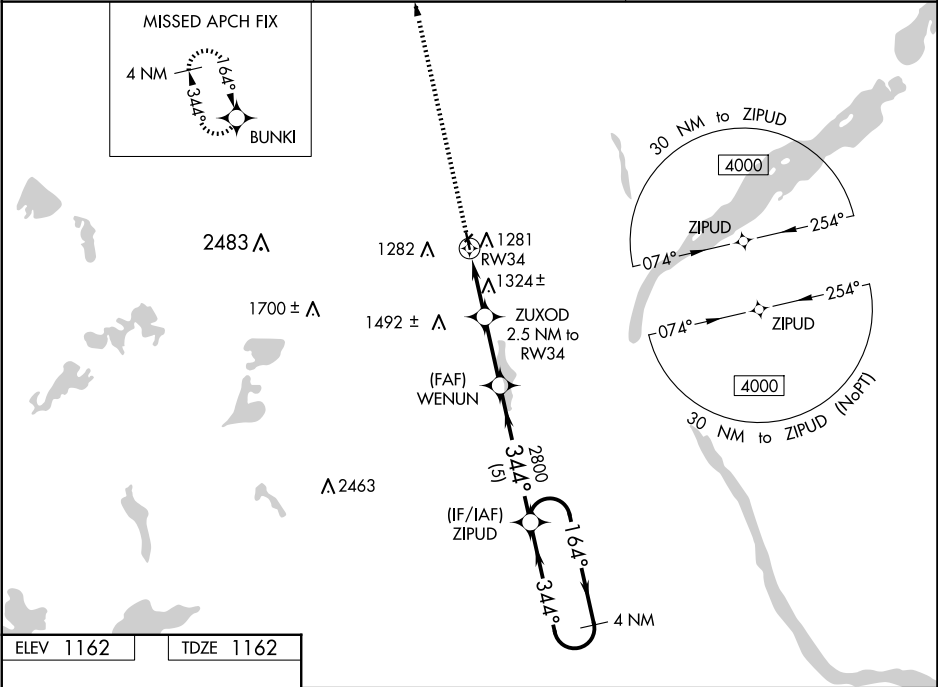 MISSED APCH FIX
4 NM
164°
344°
BUNKI
30 NM to ZIPUD
4000
ZIPUD
254°
074°
2483
1282
1281
RW34
1324 ±
1700 ±
1492 ±
ZUXOD
2.5 NM to
RW34
254°
074°
ZIPUD
4000
30 NM to ZIPUD (NoPT)
(FAF)
WENUN
2800
344°
(5)
2463
(IF/IAF)
ZIPUD
164°
344°
4 NM
ELEV 1162
TDZE 1162